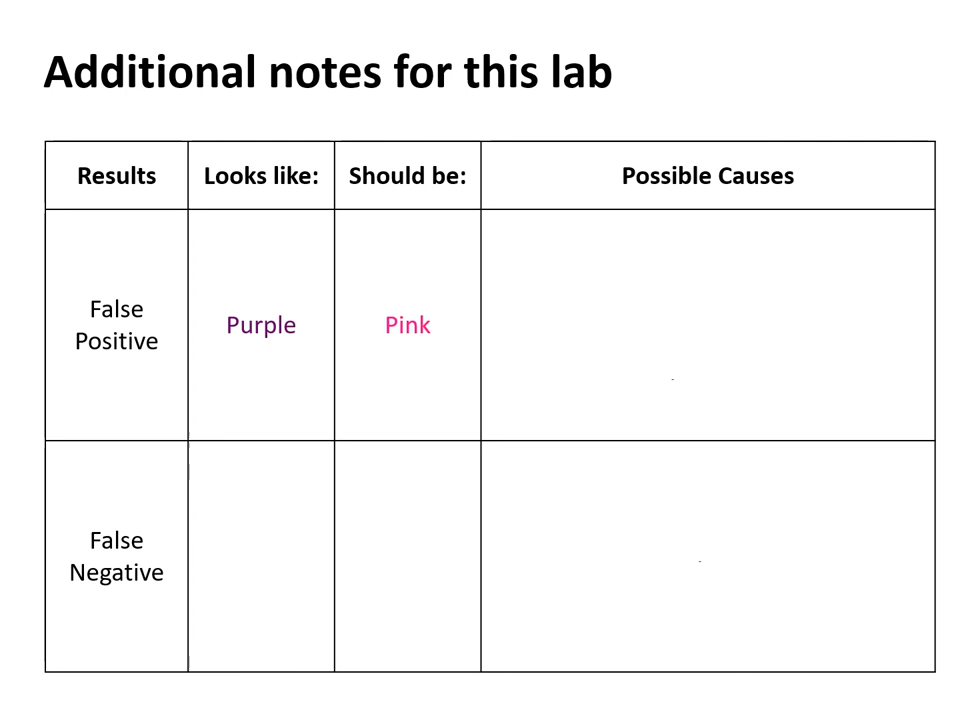 Additional notes for this lab
Results
Looks like:
Should be:
Possible Causes
False
Positive
Purple
Pink
False
Negative